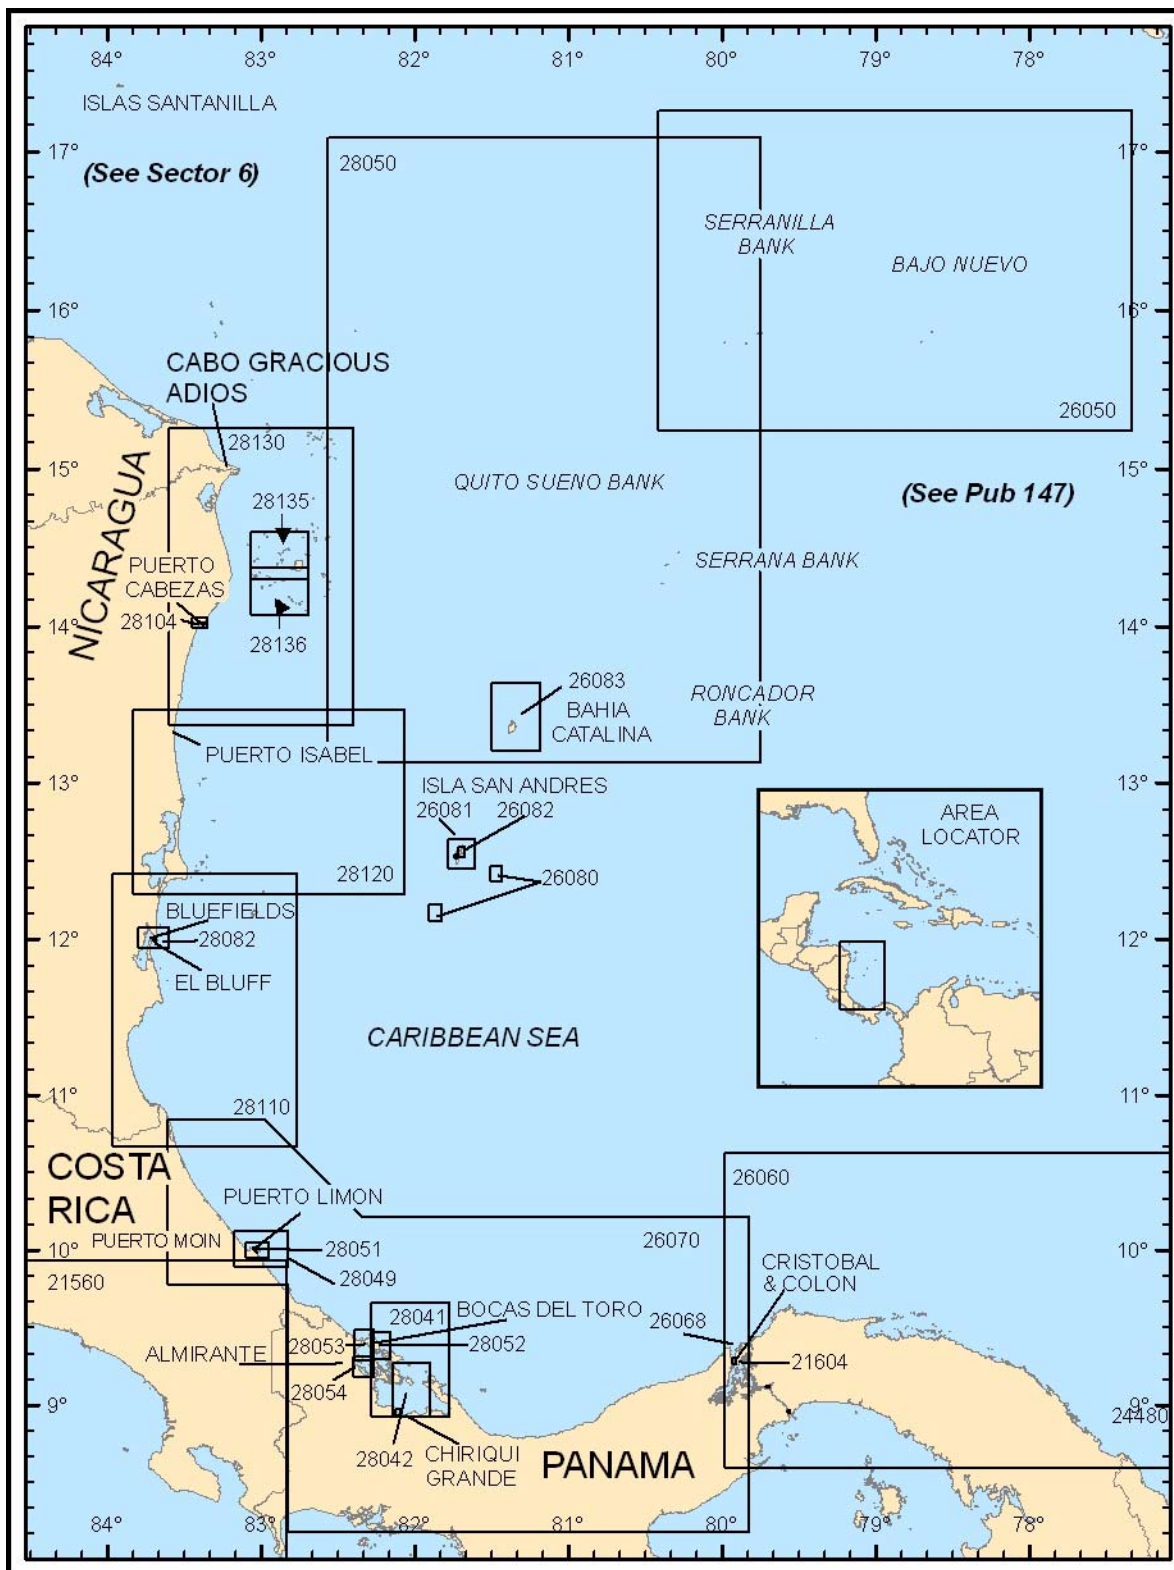 84°
83°
82°
81°
80°
79°
78°
ISLAS SANTANILLA
17°
(See Sector 6)
28050
17°
SERRANILLA
BANK
BAJO NUEVO
16°
16°
CABO GRACIOUS
ADIOS
26050
28130
15°
QUITO SUENO BANK
15°
(See Pub 147)
28135
NICARAGUA
PUERTO
CABEZAS
SERRANA BANK
28104
14°
14°
28136
26083
BAHIA
CATALINA
RONCADOR
BANK
PUERTO ISABEL
13°
13°
ISLA SAN ANDRES
26081
26082
AREA
LOCATOR
28120
26080
BLUEFIELDS
12°
28082
12°
EL BLUFF
CARIBBEAN SEA
11°
28110
11°
COSTA
RICA
26060
PUERTO LIMON
PUERTO MOIN
26070
10°
28051
10°
CRISTOBAL
& COLON
21560
28049
28041
BOCAS DEL TORO
26068
28053
28052
ALMIRANTE
21604
28054
9°
9°
24480
28042
CHIRIQUI
GRANDE
PANAMA
84°
83°
82°
81°
80°
79°
78°